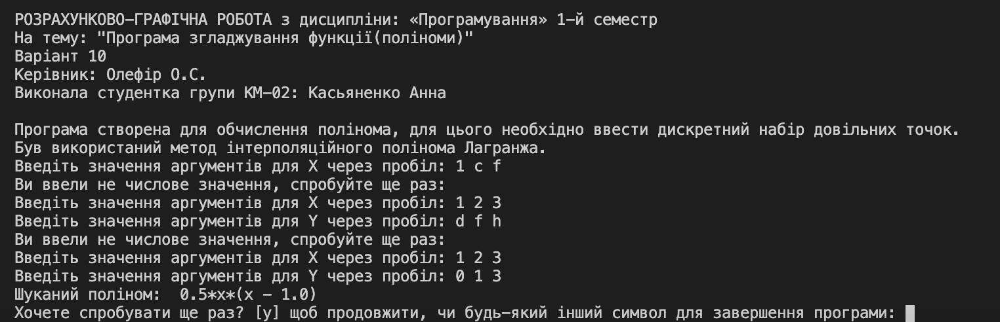 РОЗРАХУНКОВО-ГРАФІЧНА РОБОТА з дисципліни: «Програмування» 1-й семестр
На тему: "Програма згладжування функції(поліноми)"
Варіант 10
Керівник: Олефір О.С.
Виконала студентка групи КМ-02: Касьяненко Анна
Програма створена для обчислення полінома, для цього необхідно ввести дискретний набір довільних точок.
Був використаний метод інтерполяційного полінома Лагранжа.
Введіть значення аргументів для X через пробіл: 1 c f
Ви ввели не числове значення, спробуйте ще раз:
Введіть значення аргументів для X через пробіл: 1 2 3
Введіть значення аргументів для Y через пробіл: d f h
Ви ввели не числове значення, спробуйте ще раз:
Введіть значення аргументів для X через пробіл: 1 2 3
Введіть значення аргументів для Y через пробіл: 0 1 3
Шуканий поліном:  0.5*x*(x - 1.0)
Хочете спробувати ще раз? [y] щоб продовжити, чи будь-який інший символ для завершення програми: